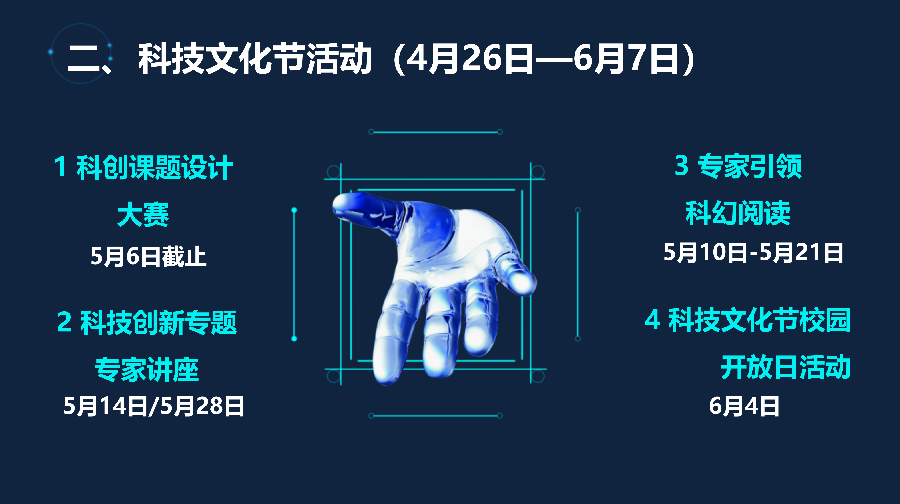 二、科技文化节活动（4月26日—6月7日）
1 科创课题设计
大赛
5月6日截止
2 科技创新专题
专家讲座
5月14日/5月28日
3 专家引领
科幻阅读
5月10日-5月21日
4 科技文化节校园
开放日活动
6月4日